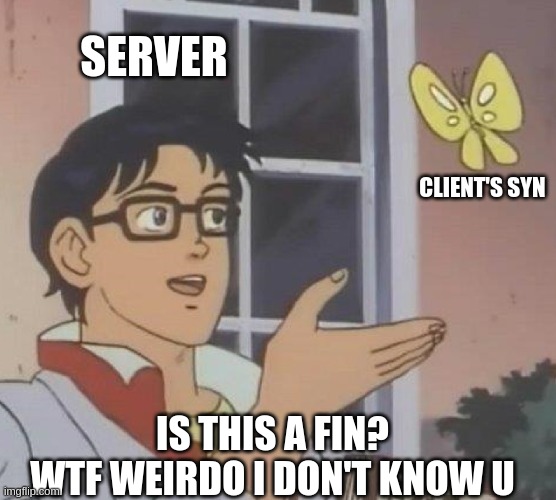 SERVER
CLIENT'S SYN
IS THIS A FIN?
WTF WEIRDO I DON'T KNOW U
imgflip.com